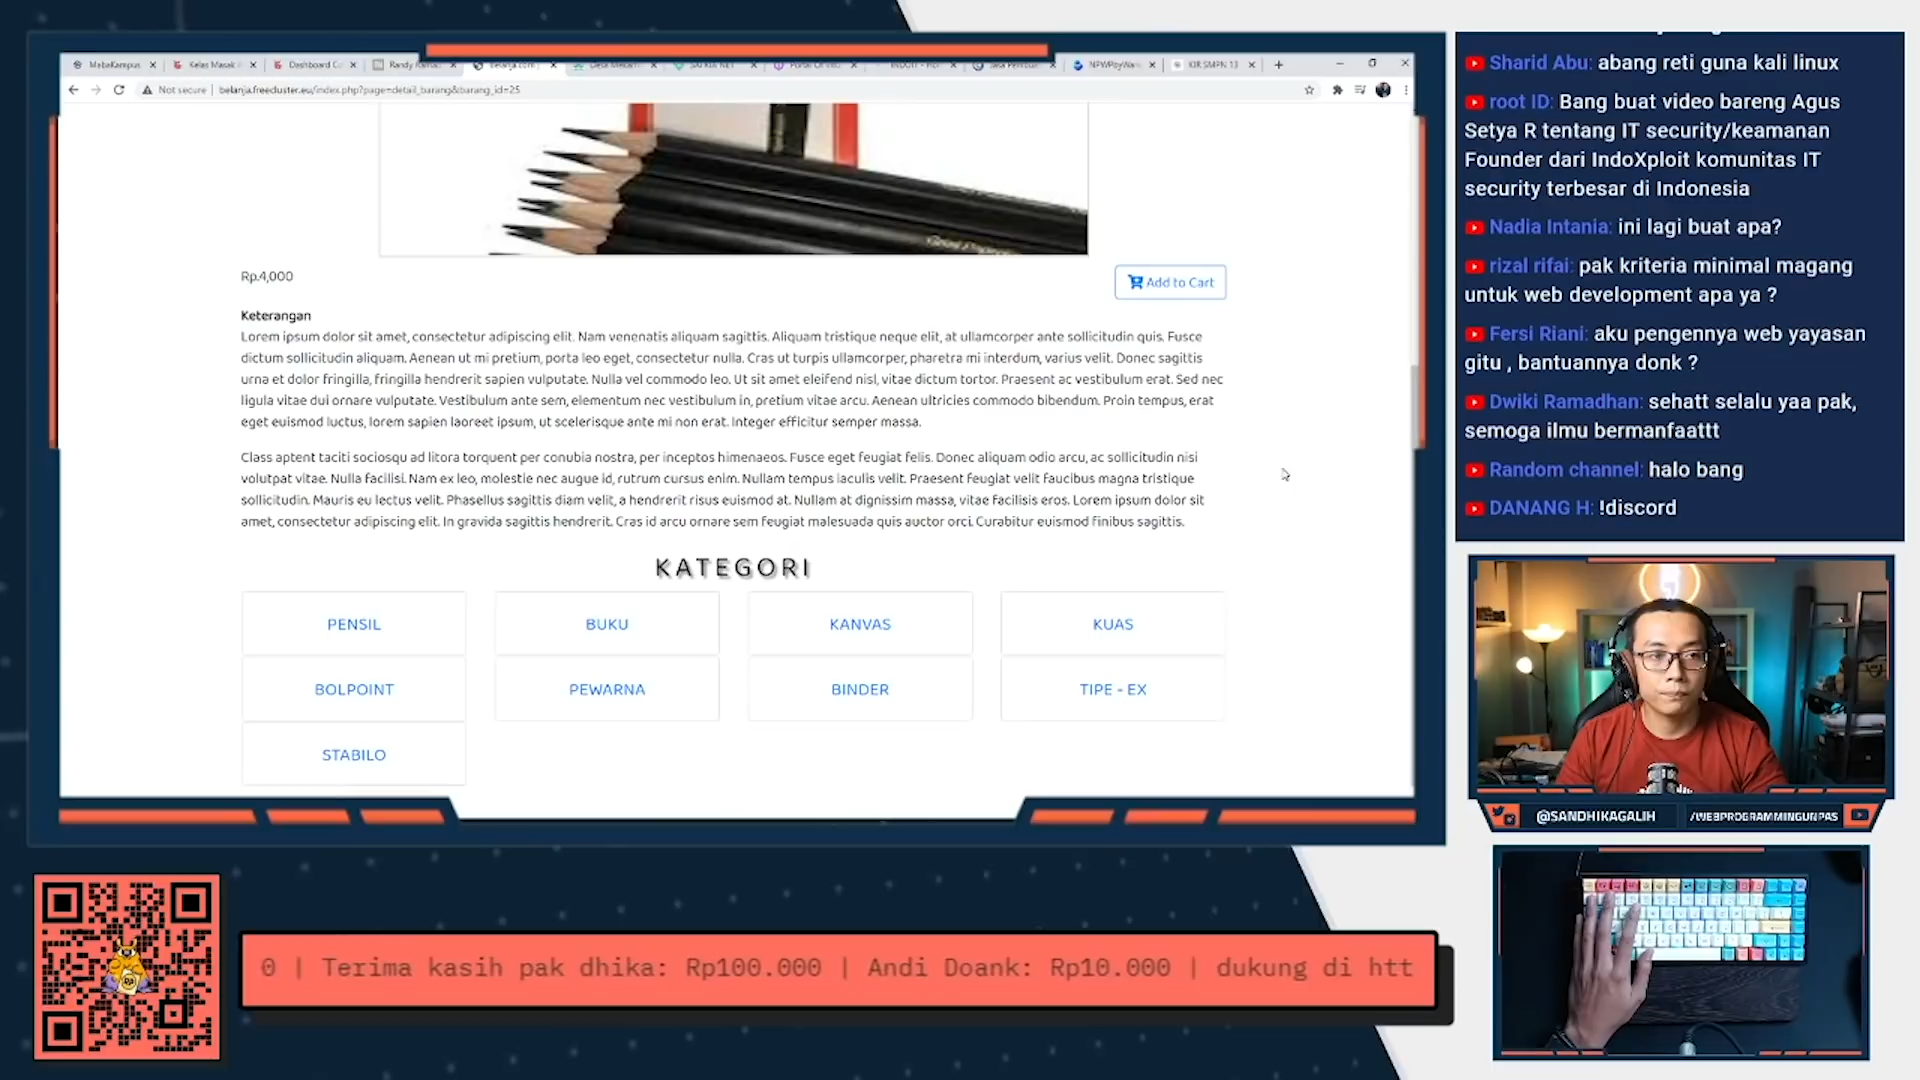 MabaKampus
Kelas Masak
Dashboard
Randy
belanja.com
NPWPoyWan
KIR SMPN 13
Not secure | belanja.freecluster.eu/index.php?page=detail_barang&barang_id=25
Rp.4,000
Add to Cart
Keterangan
Lorem ipsum dolor sit amet, consectetur adipiscing elit. Nam venenatis aliquam sagittis. Aliquam tristique neque elit, at ullamcorper ante sollicitudin quis. Fusce
dictum sollicitudin aliquam. Aenean ut mi pretium, porta leo eget, consectetur nulla. Cras ut turpis ullamcorper, pharetra mi interdum, varius velit. Donec sagittis
urna et dolor fringilla, fringilla hendrerit sapien vulputate. Nulla vel commodo leo. Ut sit amet eleifend nisl, vitae dictum tortor. Praesent ac vestibulum erat. Sed nec
ligula vitae dui ornare vulputate. Vestibulum ante sem, elementum nec vestibulum in, pretium vitae arcu. Aenean ultricies commodo bibendum. Proin tempus, erat
eget euismod luctus, lorem sapien laoreet ipsum, ut scelerisque ante mi non erat. Integer efficitur semper massa.
Class aptent taciti sociosqu ad litora torquent per conubia nostra, per inceptos himenaeos. Fusce eget feugiat felis. Donec aliquam odio arcu, ac sollicitudin nisi
volutpat vitae. Nulla facilisi. Nam ex leo, molestie nec augue id, rutrum cursus enim. Nullam tempus iaculis velit. Praesent feugiat velit faucibus magna tristique
sollicitudin. Mauris eu lectus velit. Phasellus sagittis diam velit, a hendrerit risus euismod at. Nullam at dignissim massa, vitae facilisis eros. Lorem ipsum dolor sit
amet, consectetur adipiscing elit. In gravida sagittis hendrerit. Cras id arcu ornare sem feugiat malesuada quis auctor orci. Curabitur euismod finibus sagittis.
KATEGORI
PENSIL
BUKU
KANVAS
KUAS
BOLPOINT
PEWARNA
BINDER
TIPE - EX
STABILO
Sharid Abu: abang reti guna kali linux
root ID: Bang buat video bareng Agus
Setya R tentang IT security/keamanan
Founder dari IndoXploit komunitas IT
security terbesar di Indonesia
Nadia Intania: ini lagi buat apa?
rizal rifai: pak kriteria minimal magang
untuk web development apa ya ?
Fersi Riani: aku pengennya web yayasan
gitu , bantuannya donk ?
Dwiki Ramadhan: sehatt selalu yaa pak,
semoga ilmu bermanfaattt
Random channel: halo bang
DANANG H: !discord
@SANDHIKAGALIH
/WEBPROGRAMMINGUNPAS
0 | Terima kasih pak dhika: Rp100.000 | Andi Doank: Rp10.000 | dukung di htt